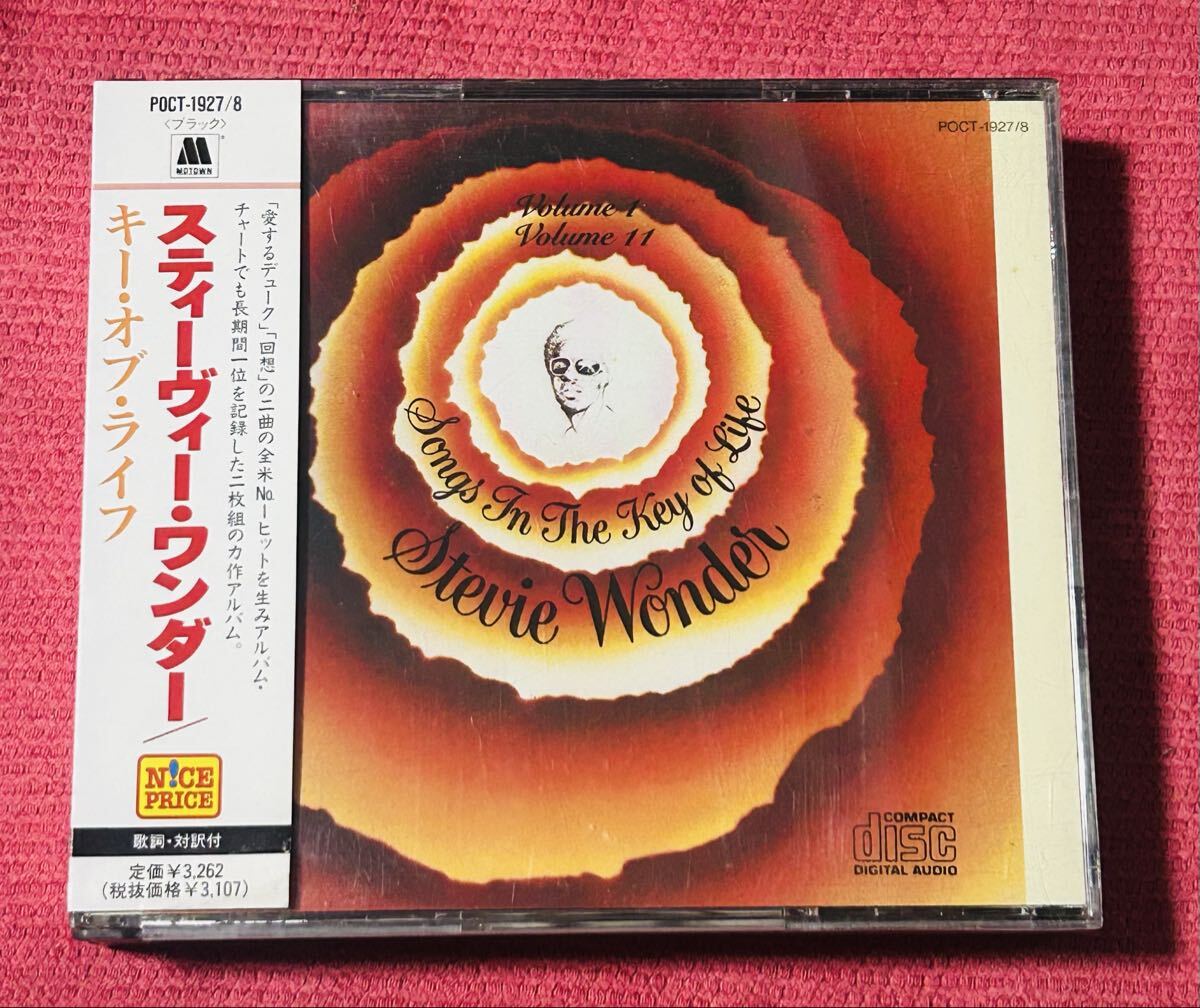 POCT-1927/8
〈ブラック〉
MOTOWN
「愛するデューク」「回想」の二曲の全米No.一ヒットを生みアルバム・
チャートでも長期間一位を記録した二枚組の力作アルバム。
スティーヴィー・ワンダー/
キー・オブ・ライフ
N!CE
PRICE
歌詞・対訳付
定価￥3,262
(税抜価格￥3,107)
POCT-1927/8
Volume 1
Volume 11
Songs In The Key of Life
Stevie Wonder
COMPACT
disc
DIGITAL AUDIO